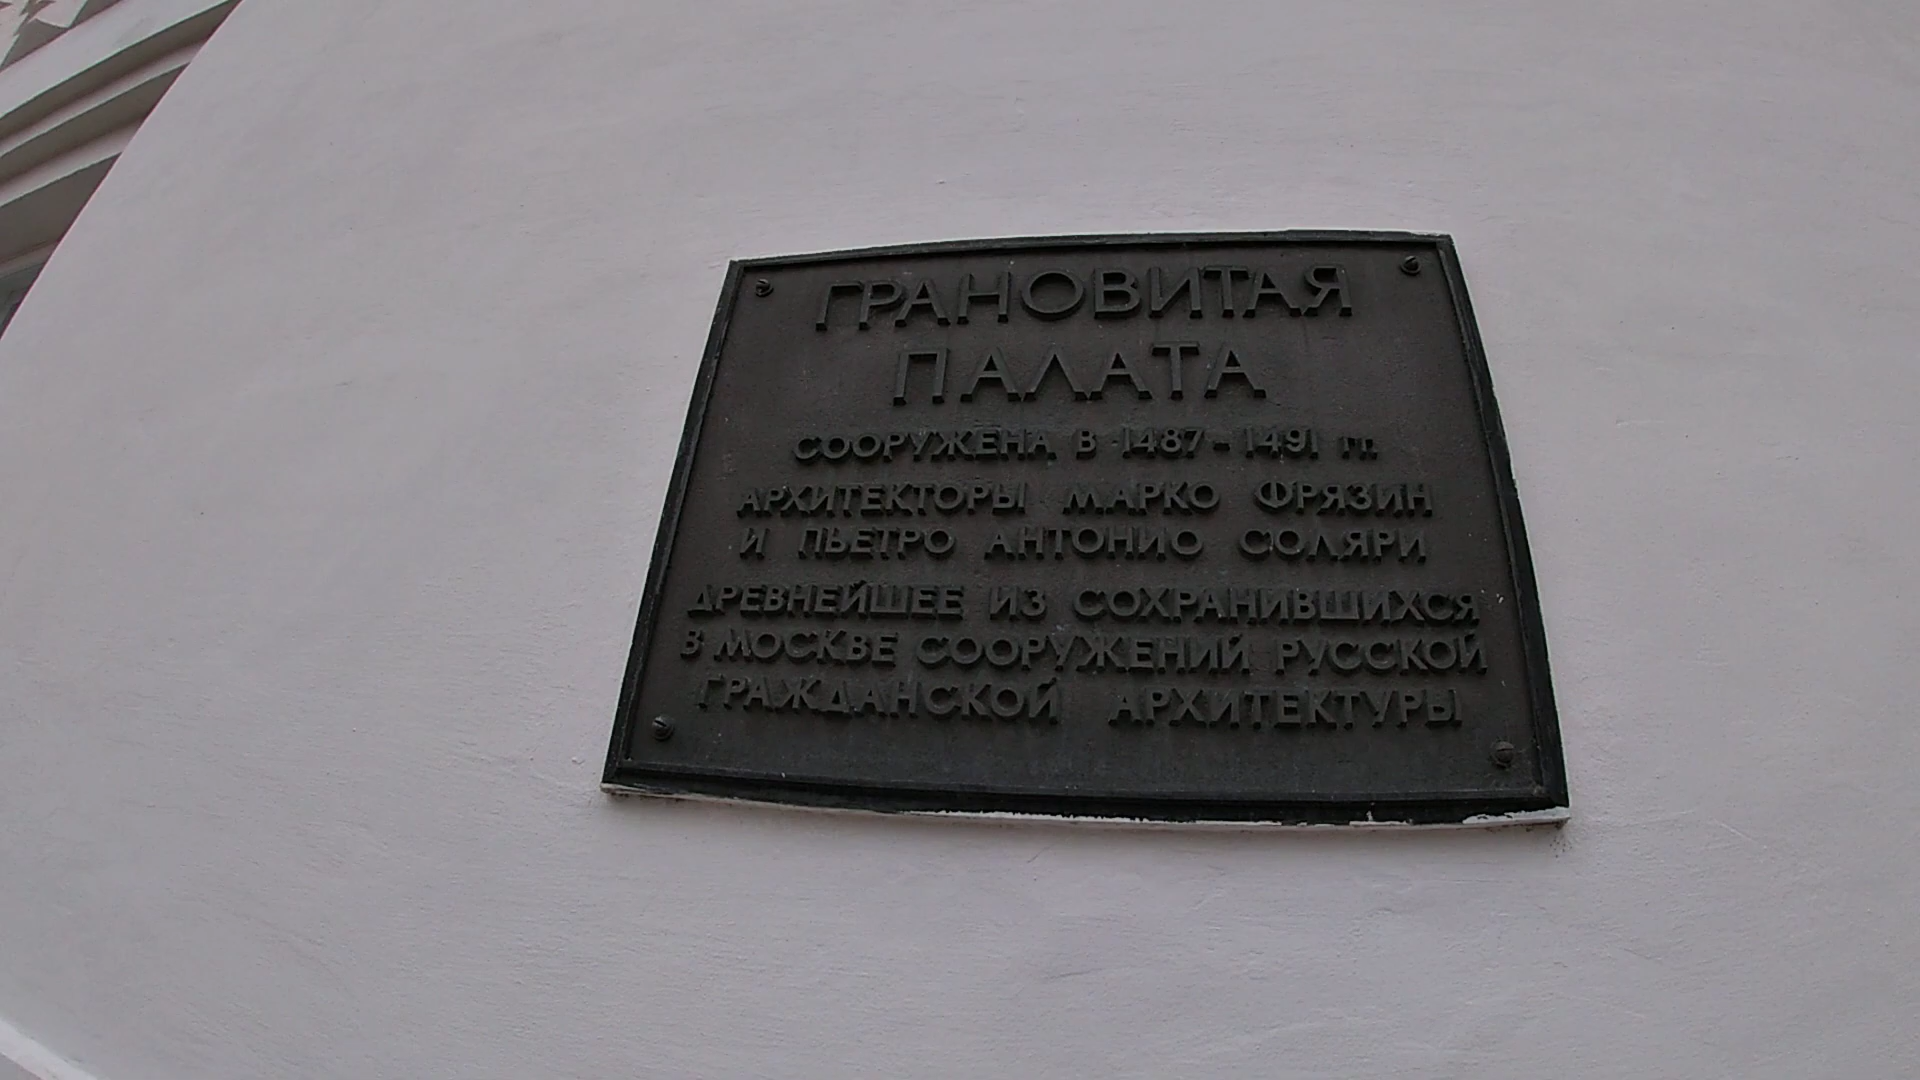 ГРАНОВИТАЯ
ПАЛАТА
СООРУЖЕНА В 1487-1491 гг.
АРХИТЕКТОРЫ МАРКО ФРЯЗИН
И ПЬЕТРО АНТОНИО СОЛЯРИ
ДРЕВНЕЙШЕЕ ИЗ СОХРАНИВШИХСЯ
В МОСКВЕ СООРУЖЕНИЙ РУССКОЙ
ГРАЖДАНСКОЙ АРХИТЕКТУРЫ